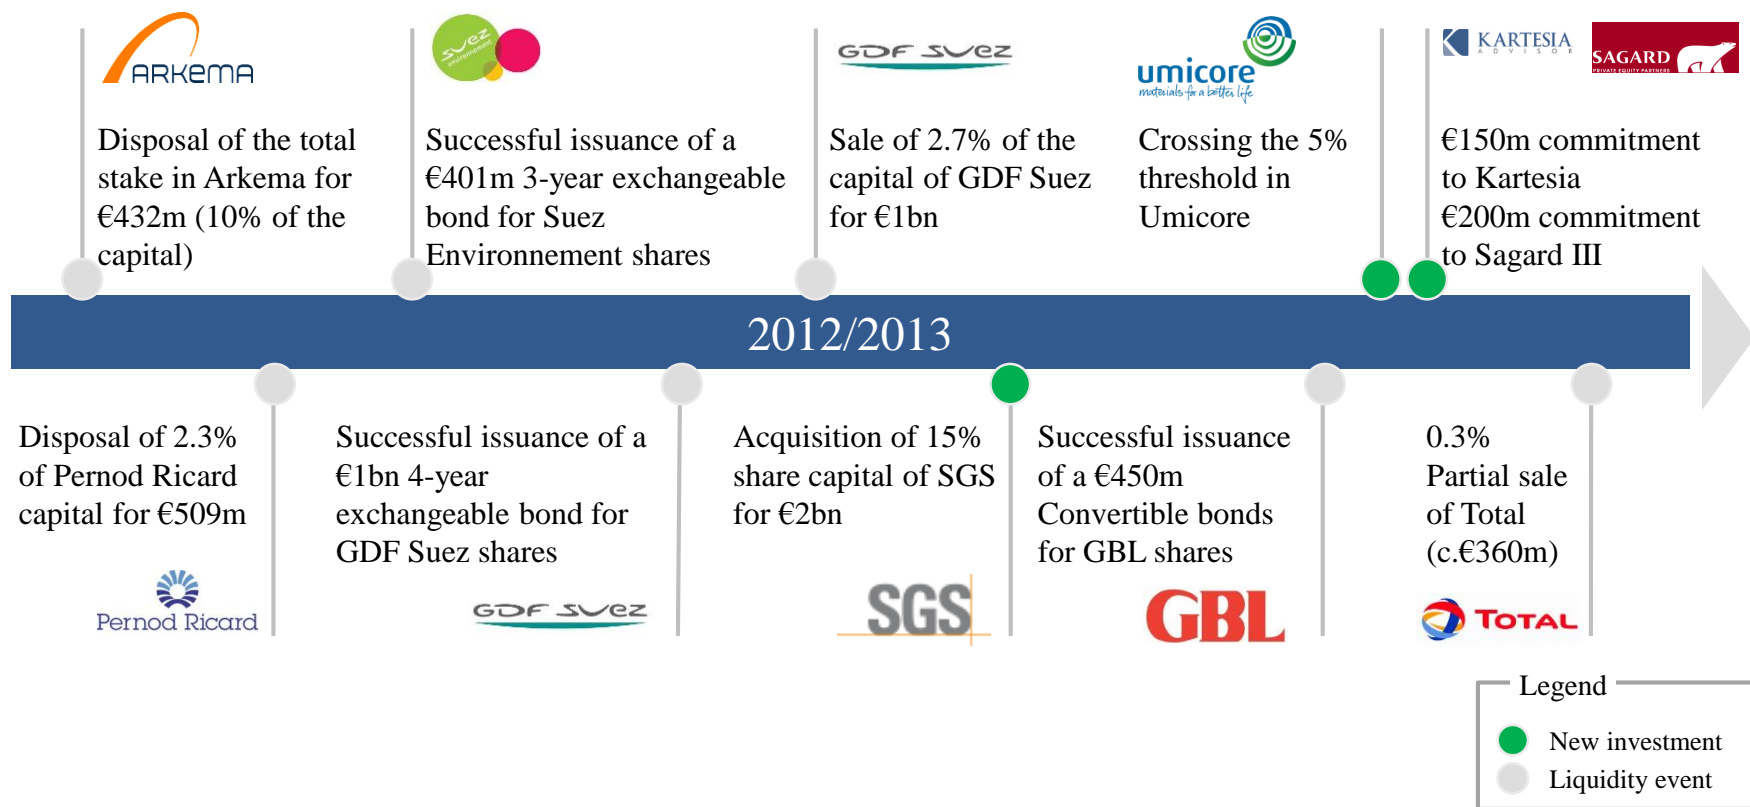 ARKEMA
suez
environnement
GDF SUEZ
umicore
materials for a better life
KARTESIA
ADVISOR
SAGARD
PRIVATE EQUITY PARTNERS
Disposal of the total
stake in Arkema for
€432m (10% of the
capital)
Successful issuance of a
€401m 3-year exchangeable
bond for Suez
Environnement shares
Sale of 2.7% of the
capital of GDF Suez
for €1bn
Crossing the 5%
threshold in
Umicore
€150m commitment
to Kartesia
€200m commitment
to Sagard III
2012/2013
Disposal of 2.3%
of Pernod Ricard
capital for €509m
Pernod Ricard
Successful issuance of a
€1bn 4-year
exchangeable bond for
GDF Suez shares
GDF SUEZ
Acquisition of 15%
share capital of SGS
for €2bn
SGS
Successful issuance
of a €450m
Convertible bonds
for GBL shares
GBL
0.3%
Partial sale
of Total
(c.€360m)
TOTAL
Legend
New investment
Liquidity event